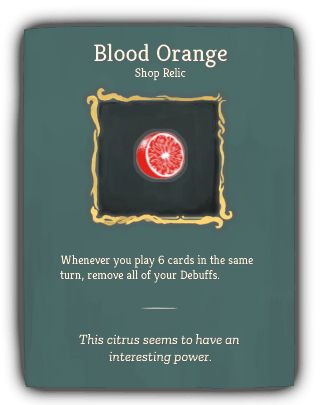 Blood Orange
Shop Relic
Whenever you play 6 cards in the same
turn, remove all of your Debuffs.
This citrus seems to have an
interesting power.